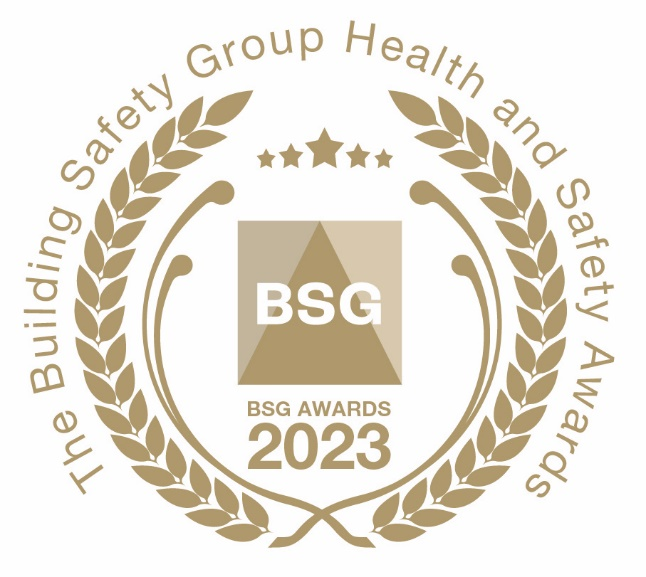 The Building Safety Group Health and Safety Awards
BSG
BSG AWARDS
2023